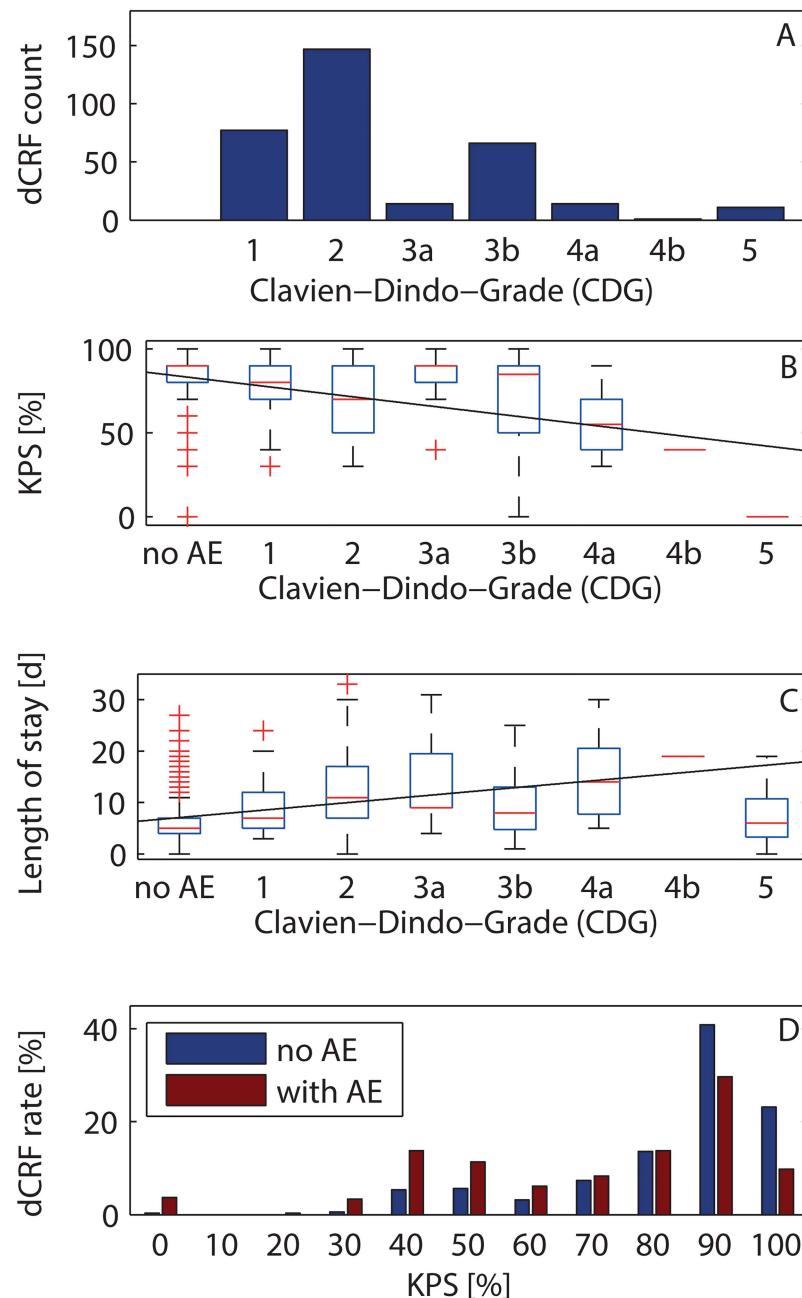 A
dCRF count
150
100
50
0
1 2 3a 3b 4a 4b 5
Clavien–Dindo–Grade (CDG)
B
KPS [%]
100
50
0
no AE 1 2 3a 3b 4a 4b 5
Clavien–Dindo–Grade (CDG)
C
Length of stay [d]
30
20
10
0
no AE 1 2 3a 3b 4a 4b 5
Clavien–Dindo–Grade (CDG)
D
dCRF rate [%]
40
20
0
no AE
with AE
0 10 20 30 40 50 60 70 80 90 100
KPS [%]